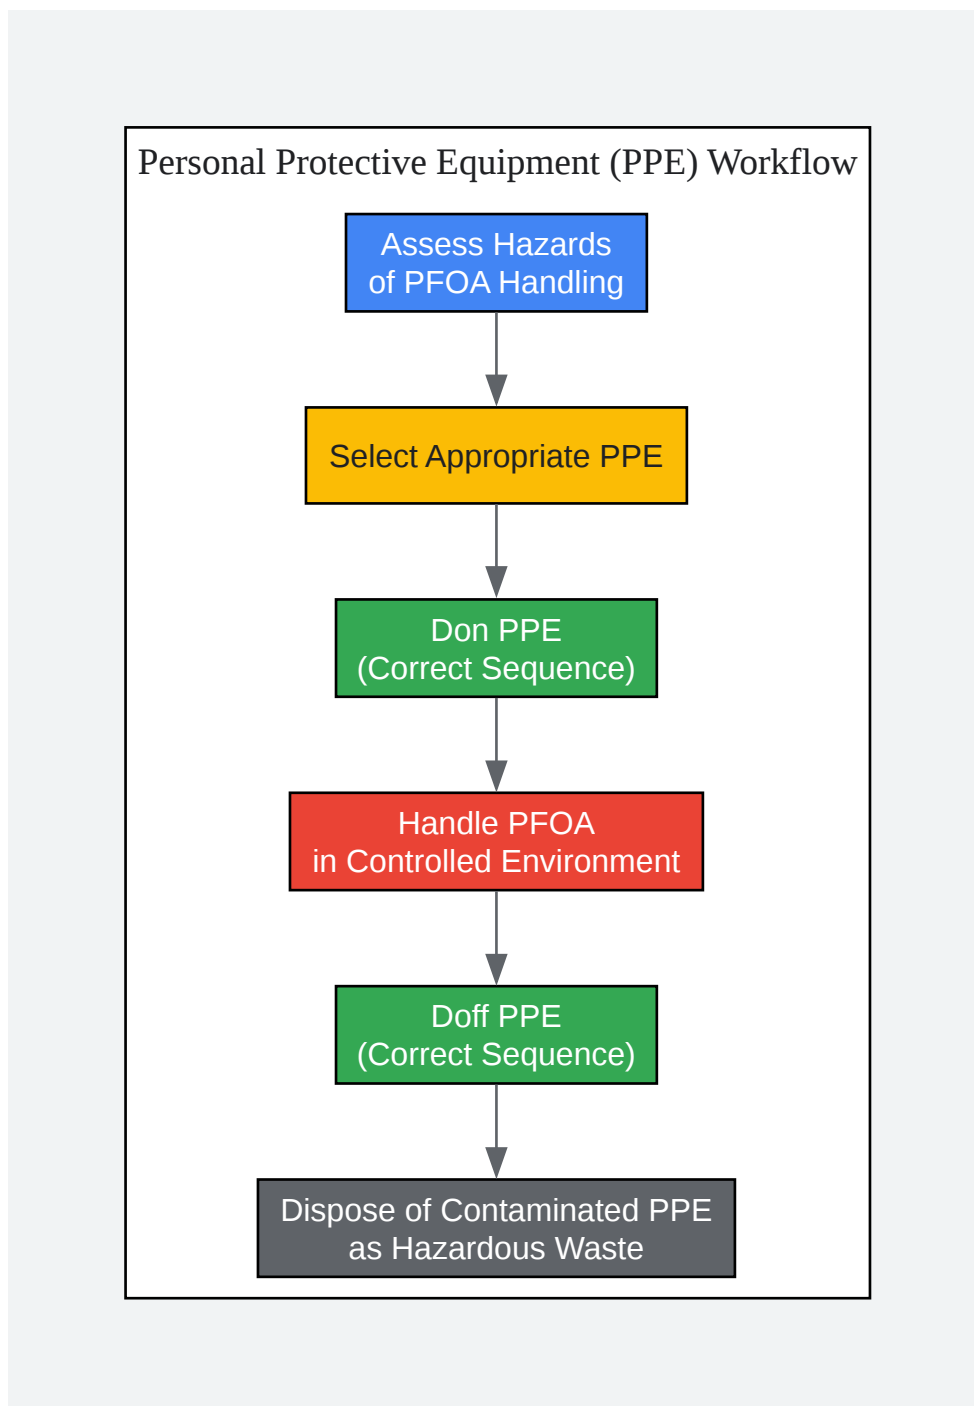 Personal Protective Equipment (PPE) Workflow
Assess Hazards
of PFOA Handling
Select Appropriate PPE
Don PPE
(Correct Sequence)
Handle PFOA
in Controlled Environment
Doff PPE
(Correct Sequence)
Dispose of Contaminated PPE
as Hazardous Waste